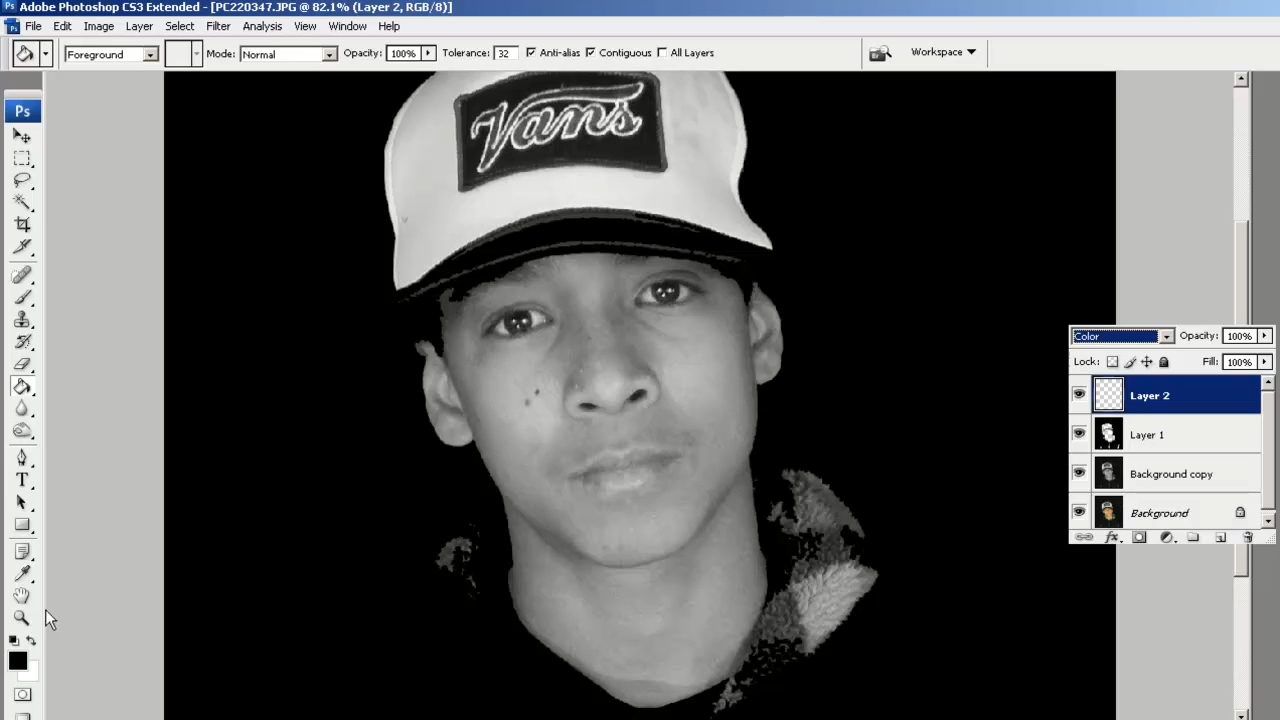 Adobe Photoshop CS3 Extended - [PC220347.JPG @ 82.1% (Layer 2, RGB/8)]
File Edit Image Layer Select Filter Analysis View Window Help
Foreground Mode: Normal Opacity: 100% Tolerance: 32 Anti-alias Contiguous All Layers Workspace
Ps
Vans
Color Opacity: 100%
Lock: Fill: 100%
Layer 2
Layer 1
Background copy
Background